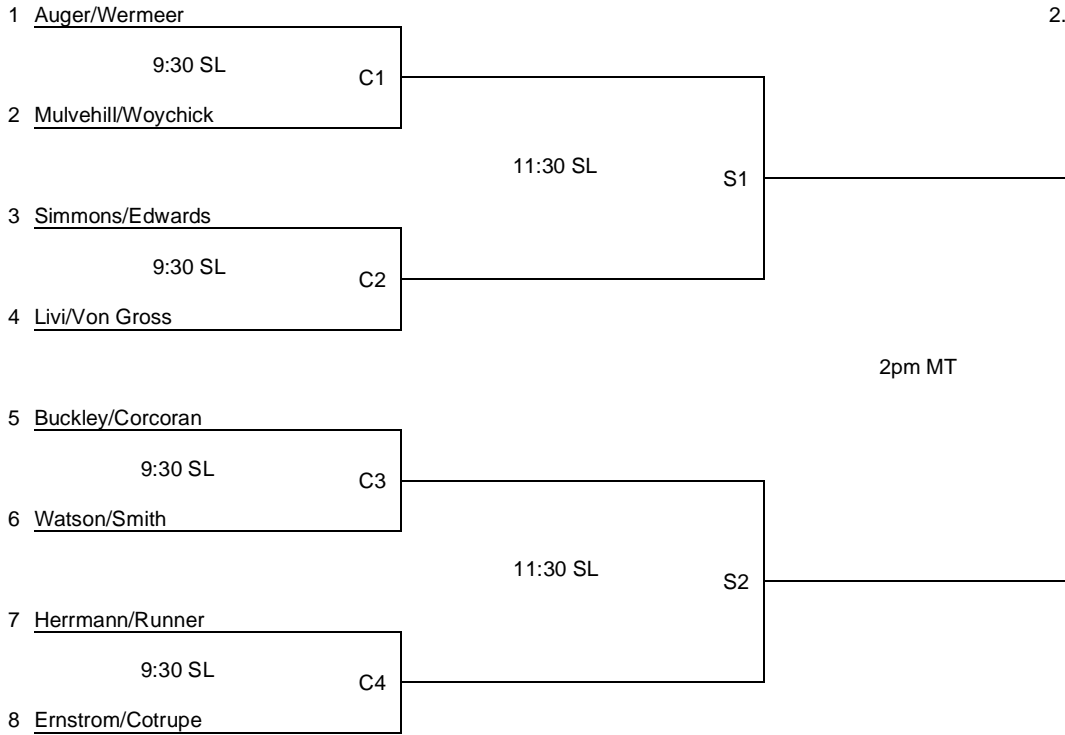 1 Auger/Wermeer 2.
9:30 SL
C1
2 Mulvehill/Woychick
11:30 SL
S1
3 Simmons/Edwards
9:30 SL
C2
4 Livi/Von Gross
2pm MT
5 Buckley/Corcoran
9:30 SL
C3
6 Watson/Smith
11:30 SL
S2
7 Herrmann/Runner
9:30 SL
C4
8 Ernstrom/Cotrupe